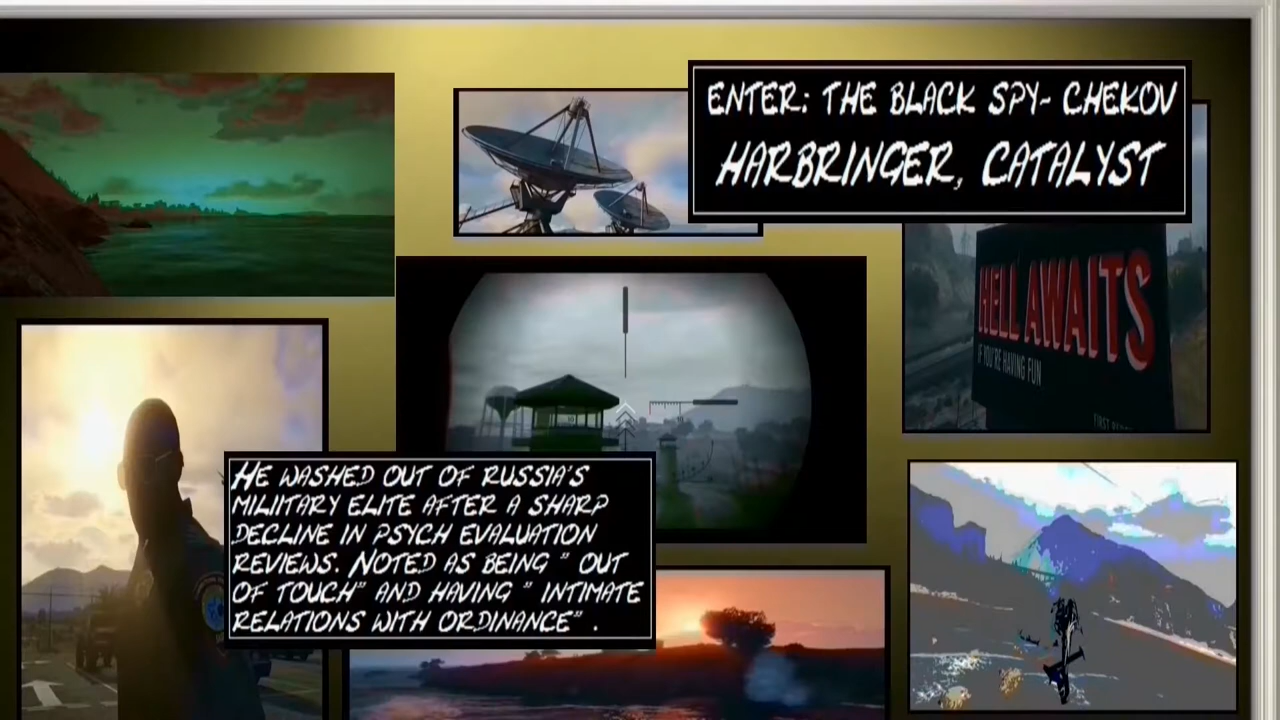 ENTER: THE BLACK SPY- CHEKOV
HARBRINGER, CATALYST
HELL AWAITS
IF YOU'RE HAVING FUN
HE WASHED OUT OF RUSSIA'S
MILIITARY ELITE AFTER A SHARP
DECLINE IN PSYCH EVALUATION
REVIEWS. NOTED AS BEING " OUT
OF TOUCH" AND HAVING " INTIMATE
RELATIONS WITH ORDINANCE" .